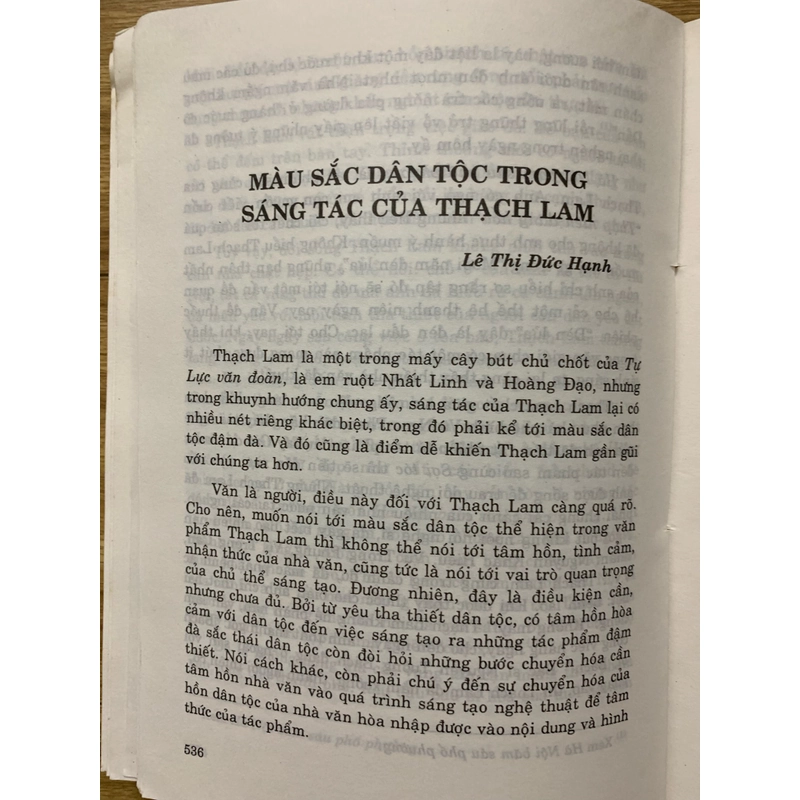 MÀU SẮC DÂN TỘC TRONG
SÁNG TÁC CỦA THẠCH LAM
Lê Thị Đức Hạnh
Thạch Lam là một trong mấy cây bút chủ chốt của Tự
Lực văn đoàn, là em ruột Nhất Linh và Hoàng Đạo, nhưng
trong khuynh hướng chung ấy, sáng tác của Thạch Lam lại có
nhiều nét riêng khác biệt, trong đó phải kể tới màu sắc dân
tộc đậm đà. Và đó cũng là điểm dễ khiến Thạch Lam gần gũi
với chúng ta hơn.
Văn là người, điều này đối với Thạch Lam càng quá rõ.
Cho nên, muốn nói tới màu sắc dân tộc thể hiện trong văn
phẩm Thạch Lam thì không thể nói tới tâm hồn, tình cảm,
nhận thức của nhà văn, cũng tức là nói tới vai trò quan trọng
của chủ thể sáng tạo. Đương nhiên, đây là điều kiện cần,
nhưng chưa đủ. Bởi từ yêu tha thiết dân tộc, có tâm hồn hòa
cảm với dân tộc đến việc sáng tạo ra những tác phẩm đậm
đà sắc thái dân tộc còn đòi hỏi những bước chuyển hóa cần
thiết. Nói cách khác, còn phải chú ý đến sự chuyển hóa của
tâm hồn nhà văn vào quá trình sáng tạo nghệ thuật để tâm
hồn dân tộc của nhà văn hòa nhập được vào nội dung và hình
thức của tác phẩm.
536